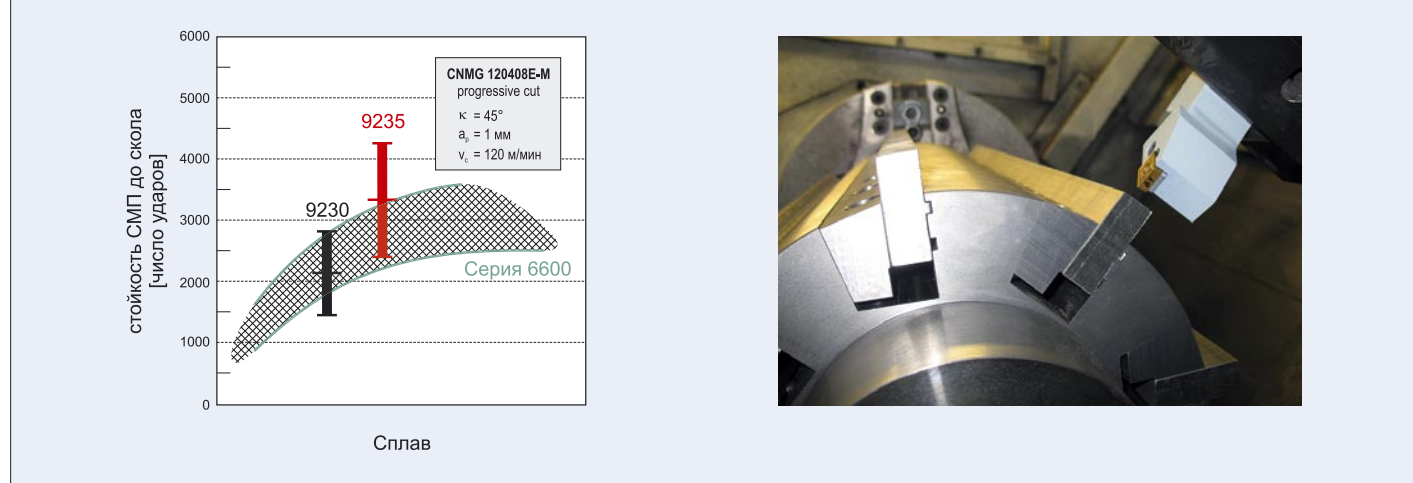 6000
5000
4000
3000
2000
1000
0
стойкость СМП до скола
[число ударов]
CNMG 120408E-M
progressive cut
κ = 45°
aₚ = 1 мм
v꜀ = 120 м/мин
9235
9230
Серия 6600
Сплав